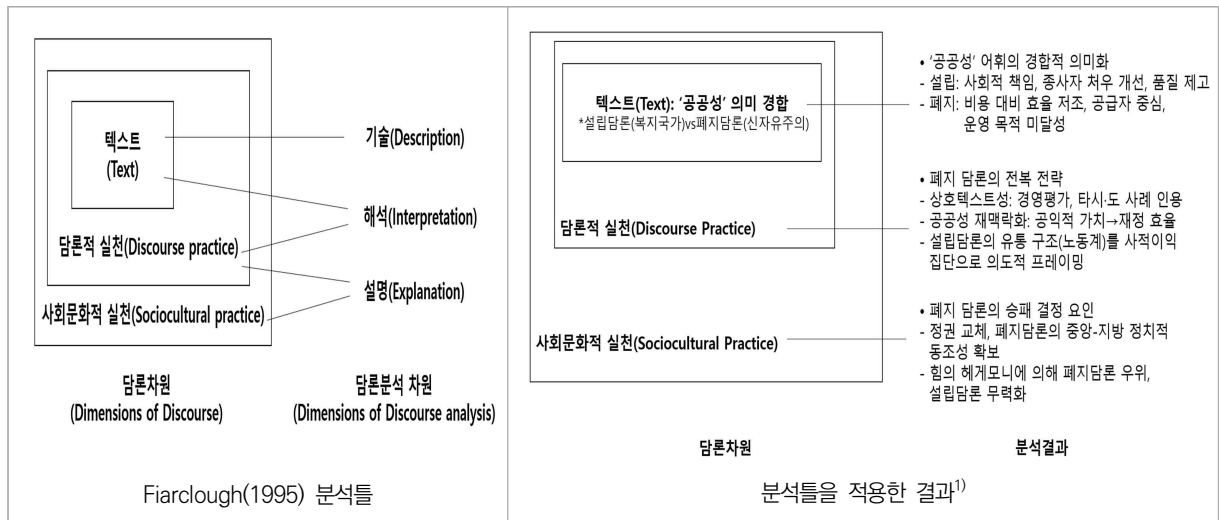 텍스트
(Text)
담론적 실천(Discourse practice)
사회문화적 실천(Sociocultural practice)
기술(Description)
해석(Interpretation)
설명(Explanation)
담론차원
(Dimensions of Discourse)
담론분석 차원
(Dimensions of Discourse analysis)
Fiarclough(1995) 분석틀
텍스트(Text): ‘공공성’ 의미 경합
*설립담론(복지국가)vs폐지담론(신자유주의)
담론적 실천(Discourse Practice)
사회문화적 실천(Sociocultural Practice)
• ‘공공성’ 어휘의 경합적 의미화
- 설립: 사회적 책임, 종사자 처우 개선, 품질 제고
- 폐지: 비용 대비 효율 저조, 공급자 중심,
운영 목적 미달성
• 폐지 담론의 전복 전략
- 상호텍스트성: 경영평가, 타시·도 사례 인용
- 공공성 재맥락화: 공익적 가치→재정 효율
- 설립담론의 유통 구조(노동계)를 사적이익
집단으로 의도적 프레이밍
• 폐지 담론의 승패 결정 요인
- 정권 교체, 폐지담론의 중앙-지방 정치적
동조성 확보
- 힘의 헤게모니에 의해 폐지담론 우위,
설립담론 무력화
담론차원
분석결과
분석틀을 적용한 결과1)